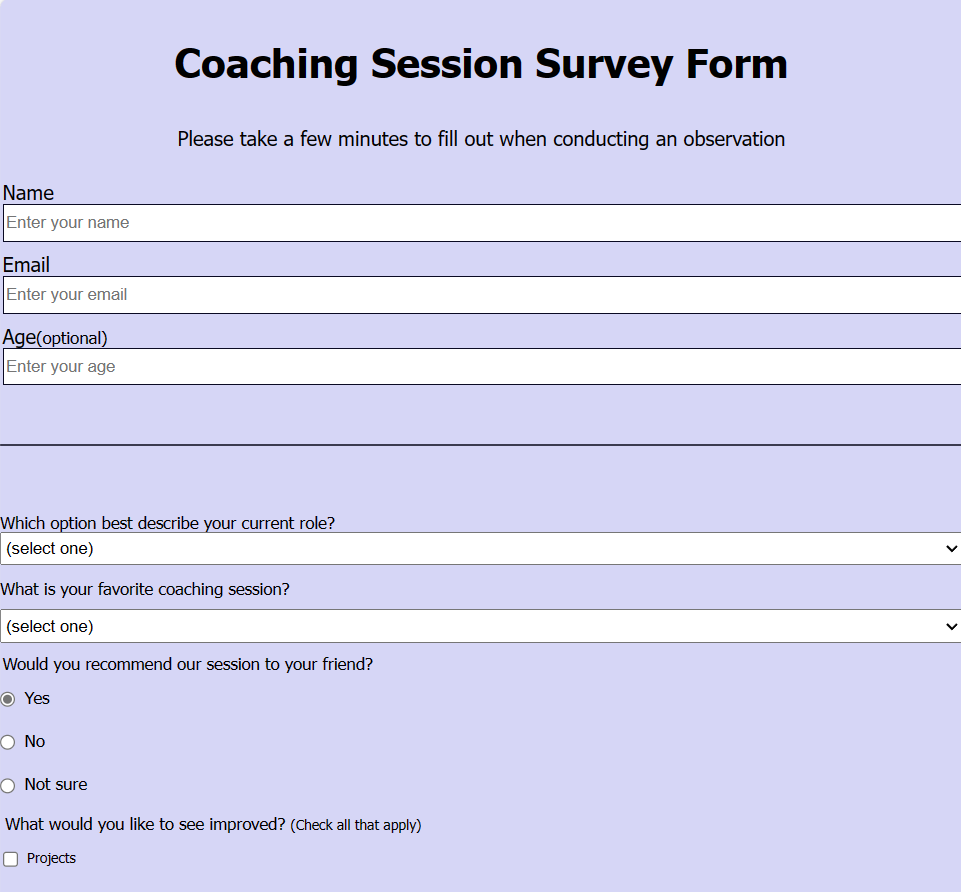 Coaching Session Survey Form
Please take a few minutes to fill out when conducting an observation
Name
Enter your name
Email
Enter your email
Age(optional)
Enter your age
Which option best describe your current role?
(select one)
What is your favorite coaching session?
(select one)
Would you recommend our session to your friend?
Yes
No
Not sure
What would you like to see improved? (Check all that apply)
Projects